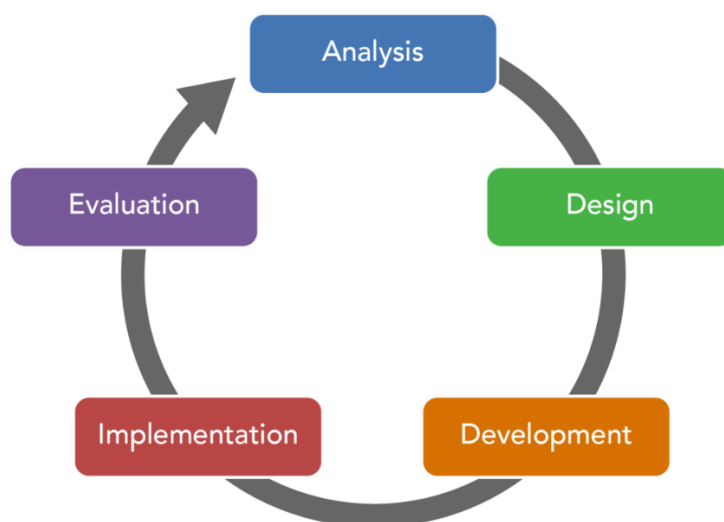 Analysis
Design
Development
Implementation
Evaluation